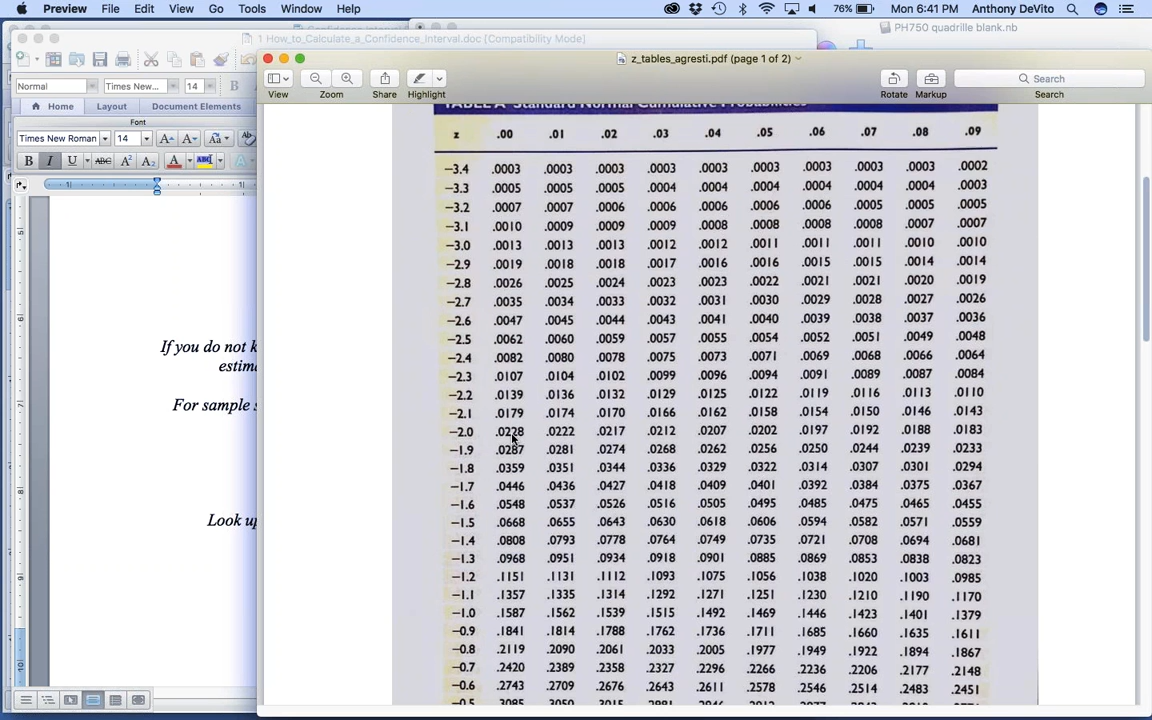 Preview File Edit View Go Tools Window Help 76% Mon 6:41 PM Anthony DeVito
PH750 quadrille blank.nb
1 How_to_Calculate_a_Confidence_Interval.doc [Compatibility Mode]
z_tables_agresti.pdf (page 1 of 2)
Normal Times New... 14 B
View Zoom Share Highlight Rotate Markup Search
Search
Home Layout Document Elements
Font
Times New Roman 14 A A Aa Ab
B I U ABC A2 A2 A ABC A
If you do not k
estima
For sample s
Look up
TABLE A Standard Normal Cumulative Probabilities
z .00 .01 .02 .03 .04 .05 .06 .07 .08 .09
−3.4 .0003 .0003 .0003 .0003 .0003 .0003 .0003 .0003 .0003 .0002
−3.3 .0005 .0005 .0005 .0004 .0004 .0004 .0004 .0004 .0004 .0003
−3.2 .0007 .0007 .0006 .0006 .0006 .0006 .0006 .0005 .0005 .0005
−3.1 .0010 .0009 .0009 .0009 .0008 .0008 .0008 .0008 .0007 .0007
−3.0 .0013 .0013 .0013 .0012 .0012 .0011 .0011 .0011 .0010 .0010
−2.9 .0019 .0018 .0018 .0017 .0016 .0016 .0015 .0015 .0014 .0014
−2.8 .0026 .0025 .0024 .0023 .0023 .0022 .0021 .0021 .0020 .0019
−2.7 .0035 .0034 .0033 .0032 .0031 .0030 .0029 .0028 .0027 .0026
−2.6 .0047 .0045 .0044 .0043 .0041 .0040 .0039 .0038 .0037 .0036
−2.5 .0062 .0060 .0059 .0057 .0055 .0054 .0052 .0051 .0049 .0048
−2.4 .0082 .0080 .0078 .0075 .0073 .0071 .0069 .0068 .0066 .0064
−2.3 .0107 .0104 .0102 .0099 .0096 .0094 .0091 .0089 .0087 .0084
−2.2 .0139 .0136 .0132 .0129 .0125 .0122 .0119 .0116 .0113 .0110
−2.1 .0179 .0174 .0170 .0166 .0162 .0158 .0154 .0150 .0146 .0143
−2.0 .0228 .0222 .0217 .0212 .0207 .0202 .0197 .0192 .0188 .0183
−1.9 .0287 .0281 .0274 .0268 .0262 .0256 .0250 .0244 .0239 .0233
−1.8 .0359 .0351 .0344 .0336 .0329 .0322 .0314 .0307 .0301 .0294
−1.7 .0446 .0436 .0427 .0418 .0409 .0401 .0392 .0384 .0375 .0367
−1.6 .0548 .0537 .0526 .0516 .0505 .0495 .0485 .0475 .0465 .0455
−1.5 .0668 .0655 .0643 .0630 .0618 .0606 .0594 .0582 .0571 .0559
−1.4 .0808 .0793 .0778 .0764 .0749 .0735 .0721 .0708 .0694 .0681
−1.3 .0968 .0951 .0934 .0918 .0901 .0885 .0869 .0853 .0838 .0823
−1.2 .1151 .1131 .1112 .1093 .1075 .1056 .1038 .1020 .1003 .0985
−1.1 .1357 .1335 .1314 .1292 .1271 .1251 .1230 .1210 .1190 .1170
−1.0 .1587 .1562 .1539 .1515 .1492 .1469 .1446 .1423 .1401 .1379
−0.9 .1841 .1814 .1788 .1762 .1736 .1711 .1685 .1660 .1635 .1611
−0.8 .2119 .2090 .2061 .2033 .2005 .1977 .1949 .1922 .1894 .1867
−0.7 .2420 .2389 .2358 .2327 .2296 .2266 .2236 .2206 .2177 .2148
−0.6 .2743 .2709 .2676 .2643 .2611 .2578 .2546 .2514 .2483 .2451
−0.5 .3085 .3050 .3015 .2981